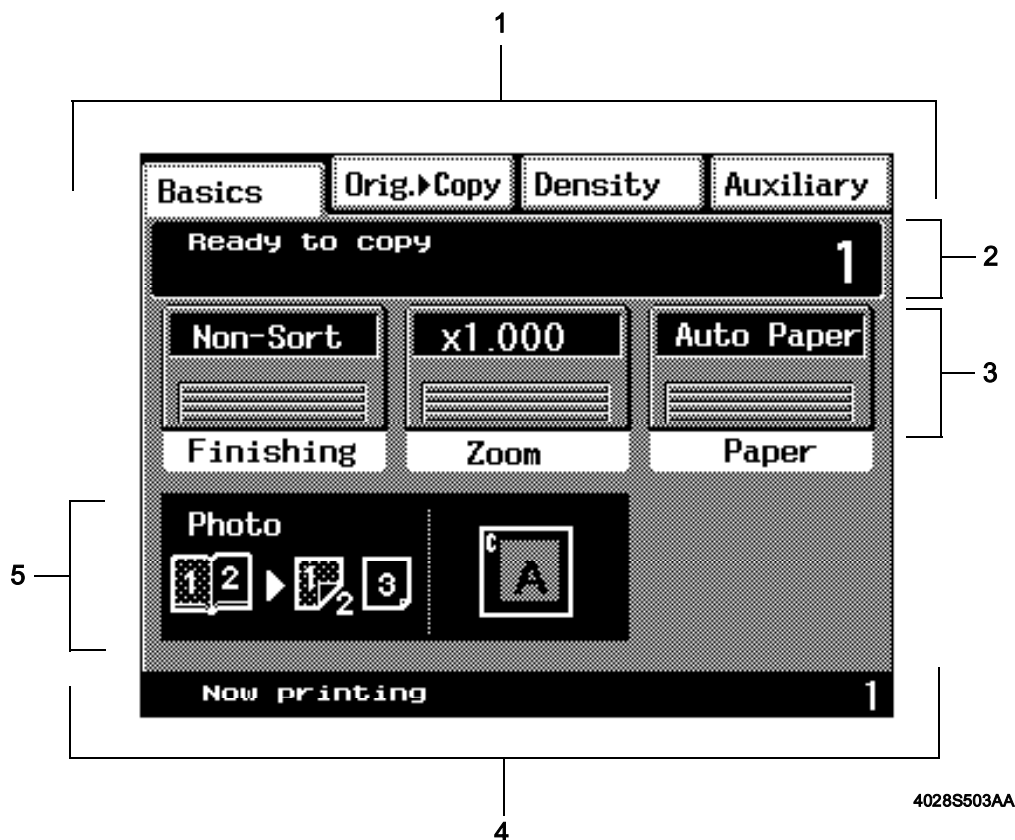 1
Basics Orig.▶Copy Density Auxiliary
Ready to copy 1
2
Non-Sort x1.000 Auto Paper
3
Finishing Zoom Paper
Photo
5
1 2 ▶ 1 2 3
C
A
Now printing 1
4028S503AA
4